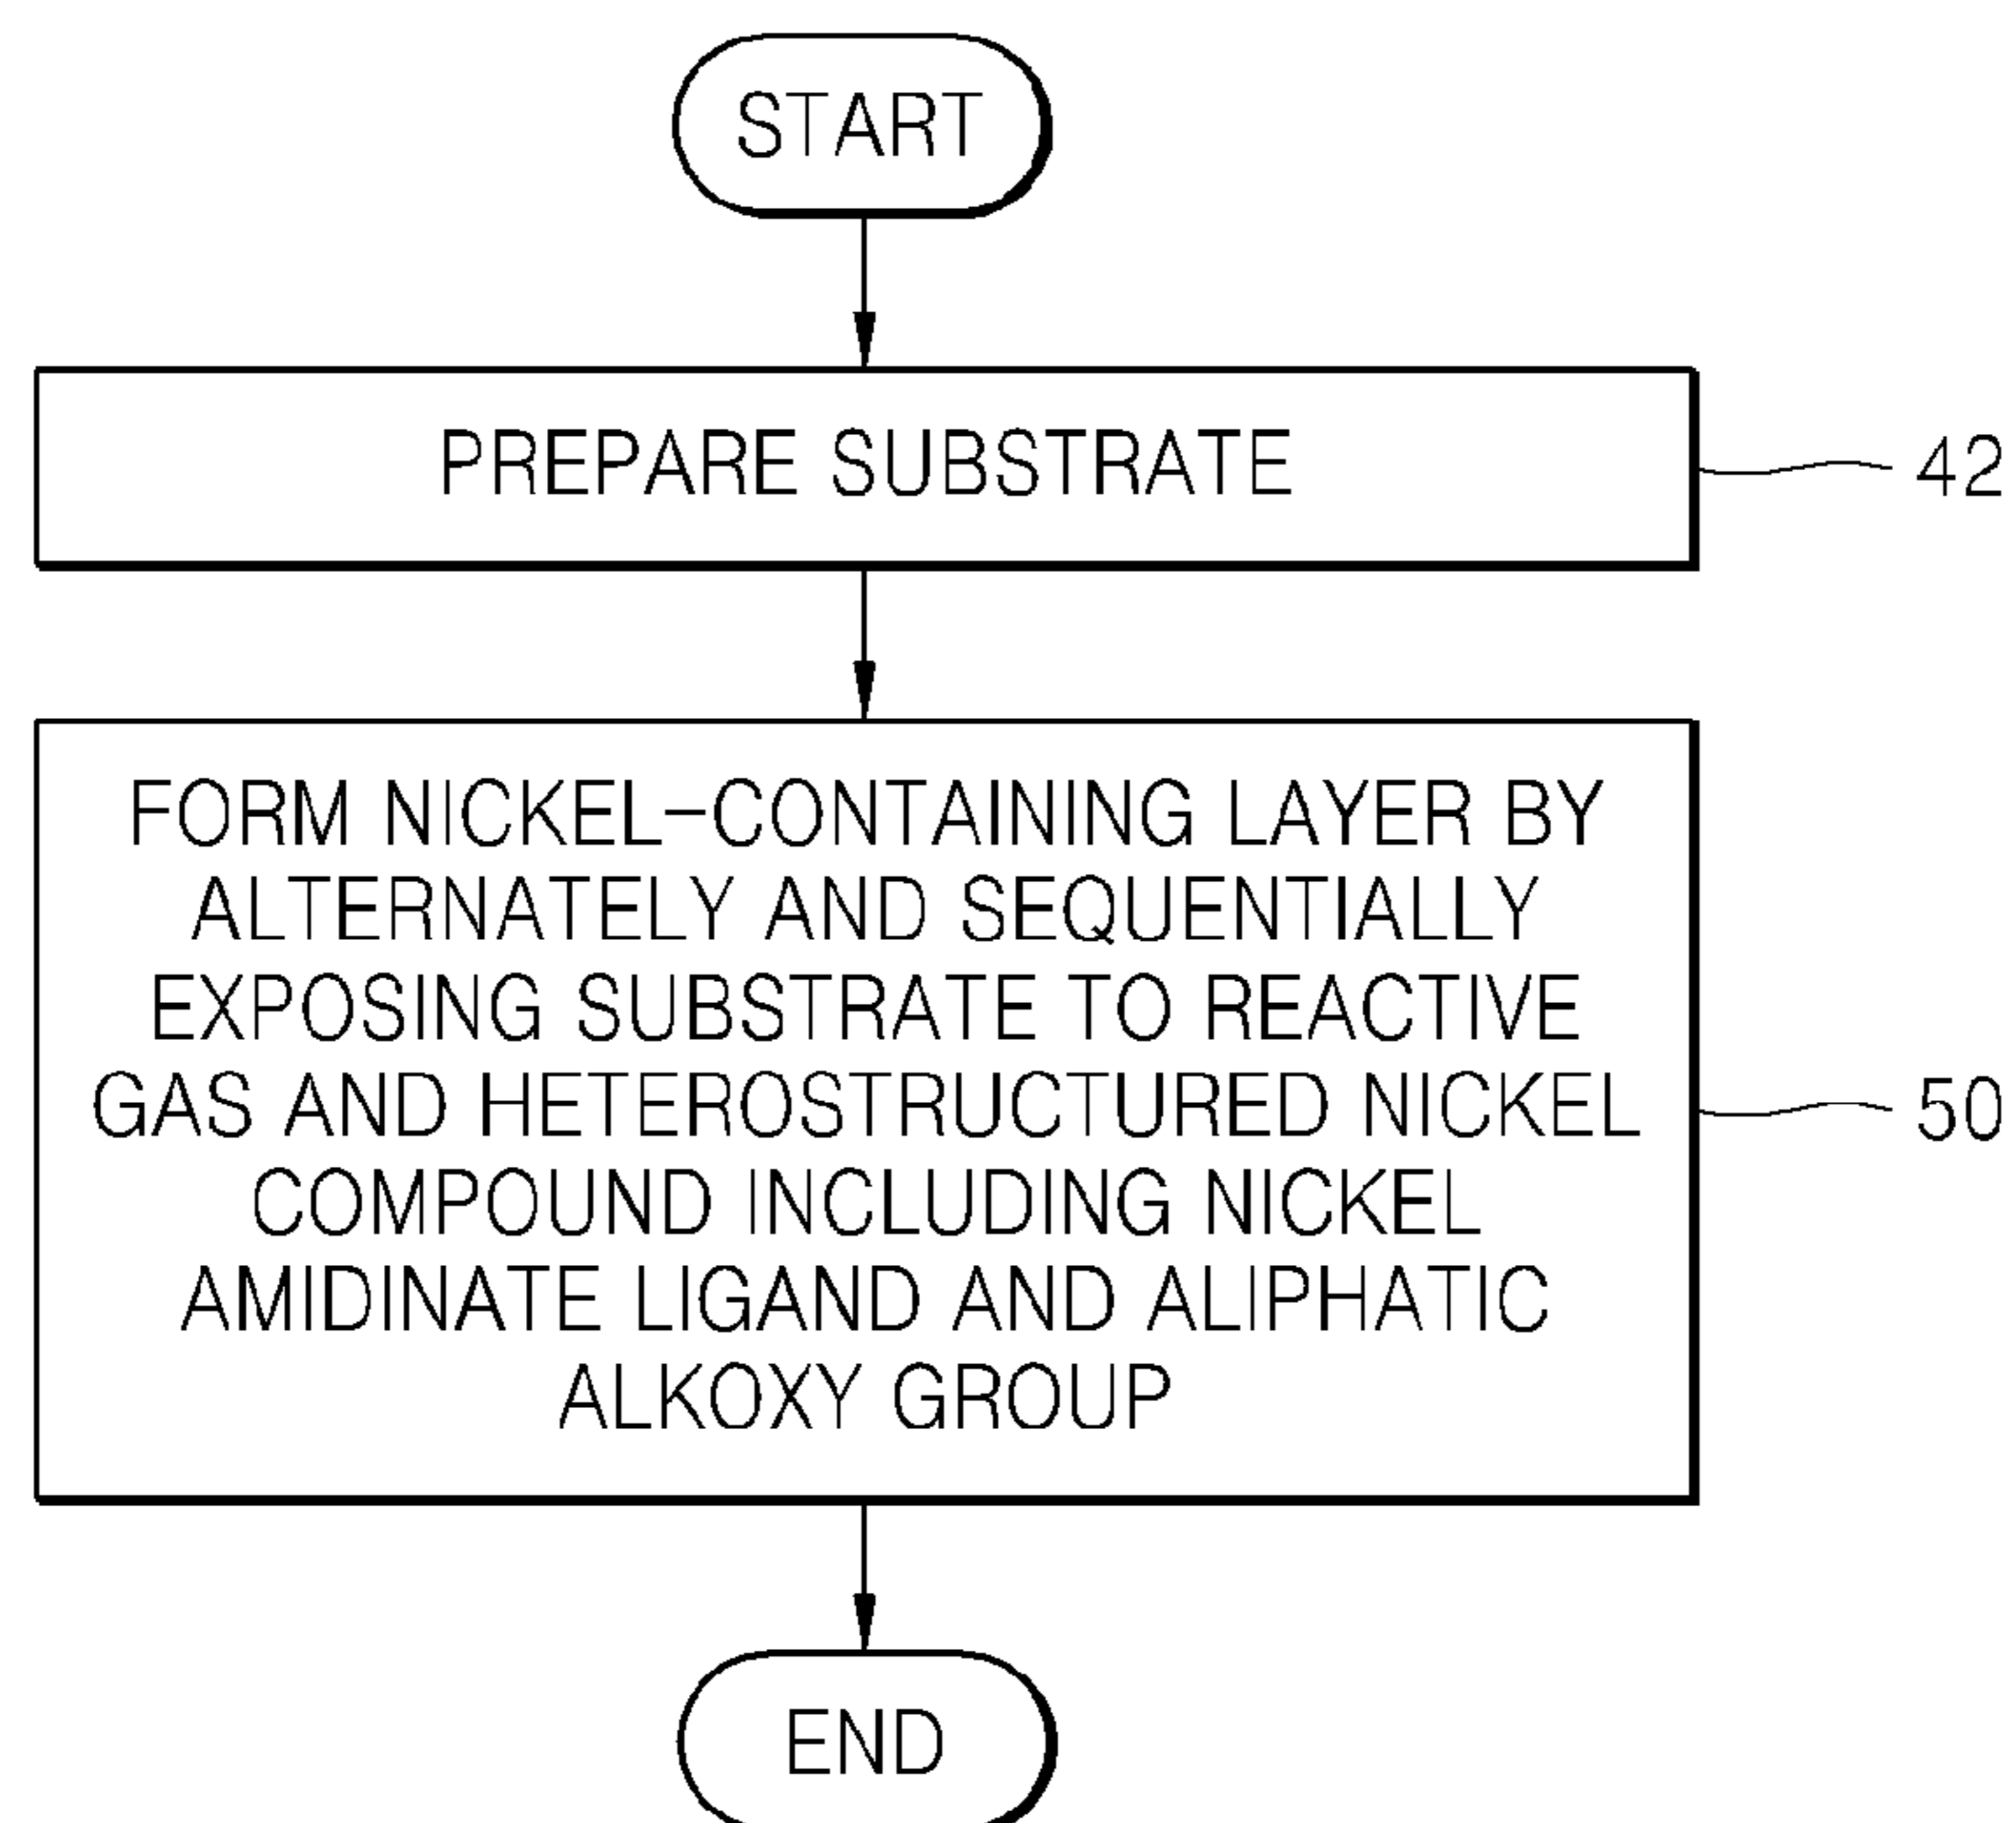 START
PREPARE SUBSTRATE
42
FORM NICKEL-CONTAINING LAYER BY
ALTERNATELY AND SEQUENTIALLY
EXPOSING SUBSTRATE TO REACTIVE
GAS AND HETEROSTRUCTURED NICKEL
COMPOUND INCLUDING NICKEL
AMIDINATE LIGAND AND ALIPHATIC
ALKOXY GROUP
50
END